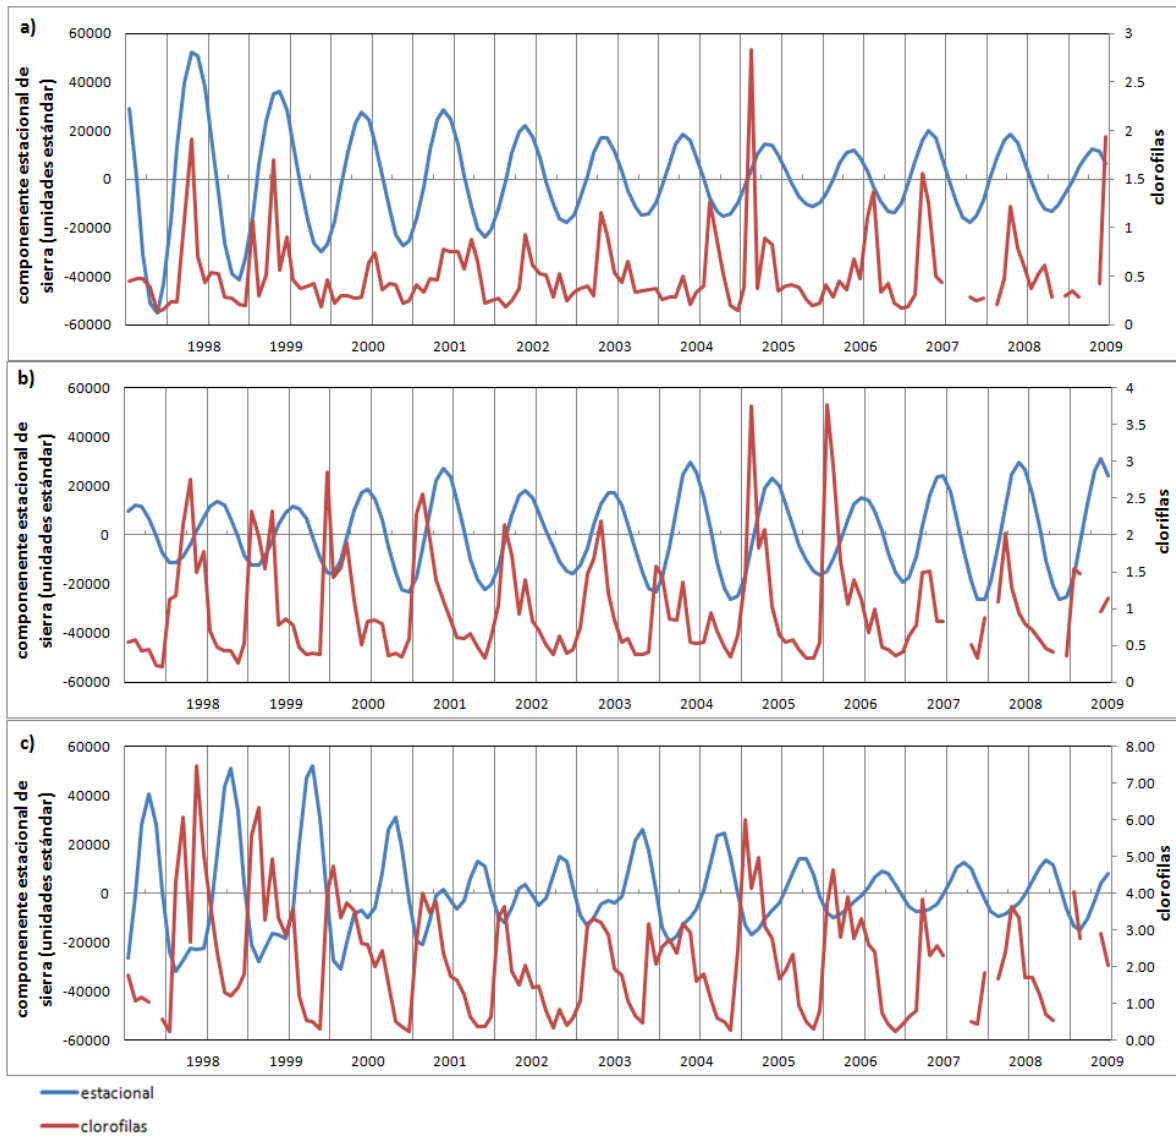 a)
componente estacional de
sierra (unidades estándar)
60000
40000
20000
0
-20000
-40000
-60000
3
2.5
2
1.5
1
0.5
0
clorofilas
1998 1999 2000 2001 2002 2003 2004 2005 2006 2007 2008 2009
b)
componenente estacional de
sierra (unidades estándar)
60000
40000
20000
0
-20000
-40000
-60000
4
3.5
3
2.5
2
1.5
1
0.5
0
clorifilas
1998 1999 2000 2001 2002 2003 2004 2005 2006 2007 2008 2009
c)
componenente estacional de
sierra (unidades estándar)
60000
40000
20000
0
-20000
-40000
-60000
8.00
7.00
6.00
5.00
4.00
3.00
2.00
1.00
0.00
clorofilas
1998 1999 2000 2001 2002 2003 2004 2005 2006 2007 2008 2009
estacional
clorofilas